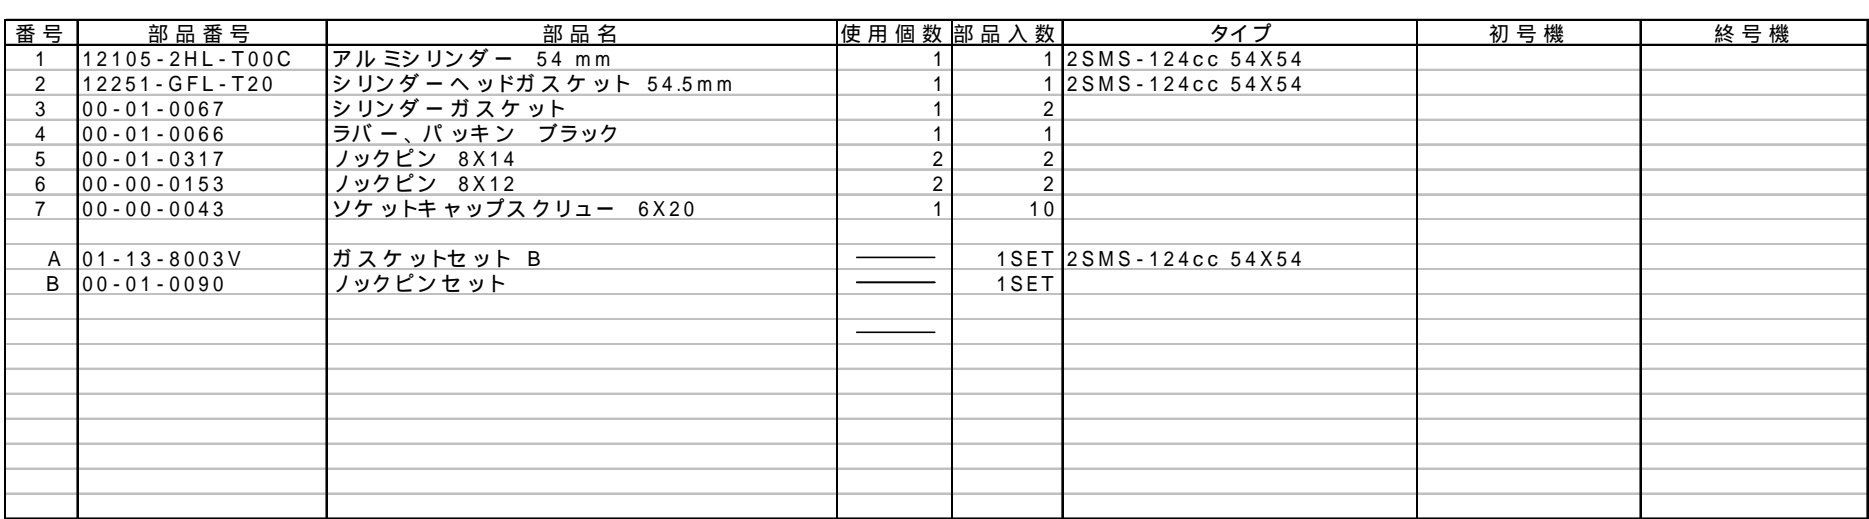 番号 部品番号 部品名 使用個数 部品入数 タイプ 初号機 終号機
1 12105-2HL-T00C アルミシリンダー 54 mm 1 1 2SMS-124cc 54X54
2 12251-GFL-T20 シリンダーヘッドガスケット 54.5mm 1 1 2SMS-124cc 54X54
3 00-01-0067 シリンダーガスケット 1 2
4 00-01-0066 ラバー、パッキン ブラック 1 1
5 00-01-0317 ノックピン 8X14 2 2
6 00-00-0153 ノックピン 8X12 2 2
7 00-00-0043 ソケットキャップスクリュー 6X20 1 10
A 01-13-8003V ガスケットセット B 1SET 2SMS-124cc 54X54
B 00-01-0090 ノックピンセット 1SET